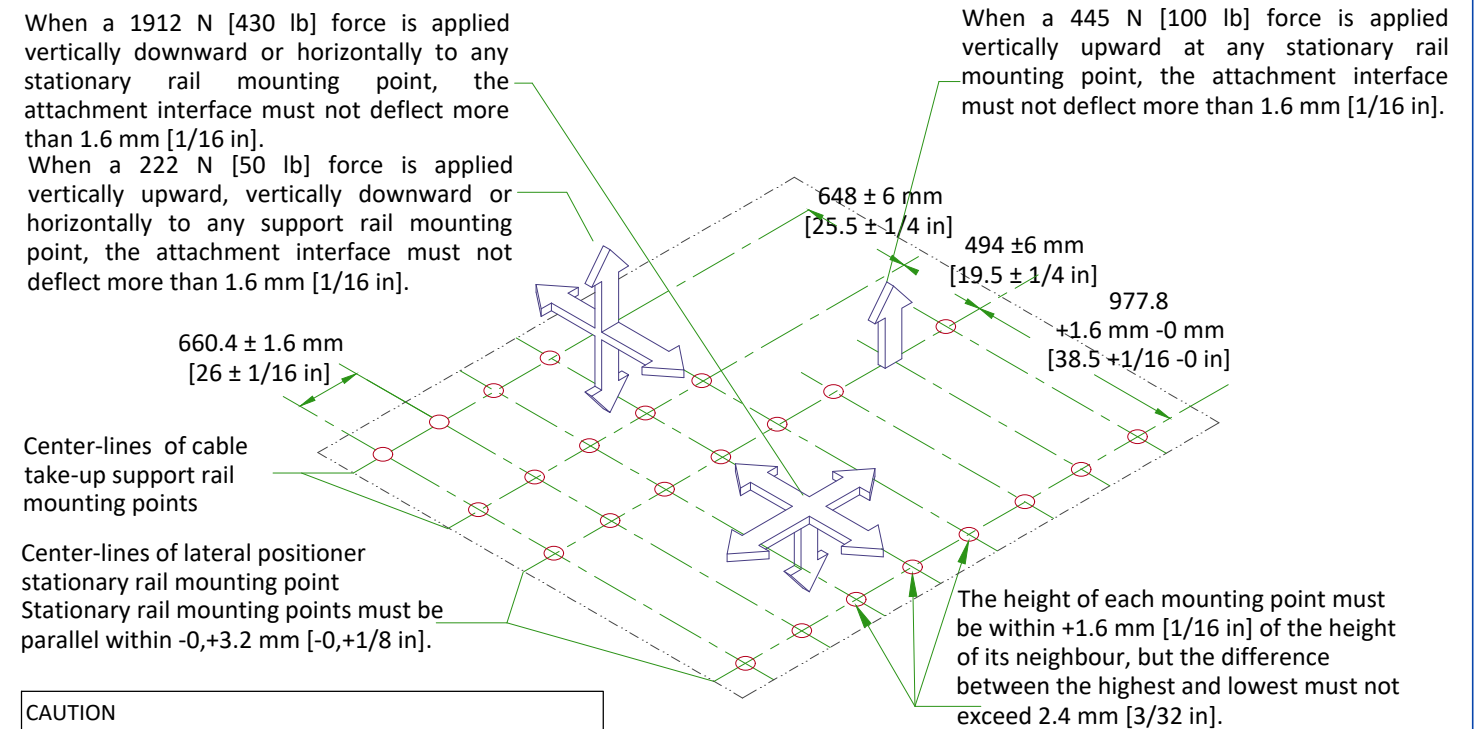 When a 1912 N [430 lb] force is applied
vertically downward or horizontally to any
stationary rail mounting point, the
attachment interface must not deflect more
than 1.6 mm [1/16 in].
When a 222 N [50 lb] force is applied
vertically upward, vertically downward or
horizontally to any support rail mounting
point, the attachment interface must not
deflect more than 1.6 mm [1/16 in].
When a 445 N [100 lb] force is applied
vertically upward at any stationary rail
mounting point, the attachment interface
must not deflect more than 1.6 mm [1/16 in].
648 ± 6 mm
[25.5 ± 1/4 in]
494 ±6 mm
[19.5 ± 1/4 in]
977.8
+1.6 mm -0 mm
[38.5 +1/16 -0 in]
660.4 ± 1.6 mm
[26 ± 1/16 in]
Center-lines of cable
take-up support rail
mounting points
Center-lines of lateral positioner
stationary rail mounting point
Stationary rail mounting points must be
parallel within -0,+3.2 mm [-0,+1/8 in].
The height of each mounting point must
be within +1.6 mm [1/16 in] of the height
of its neighbour, but the difference
between the highest and lowest must not
exceed 2.4 mm [3/32 in].
CAUTION